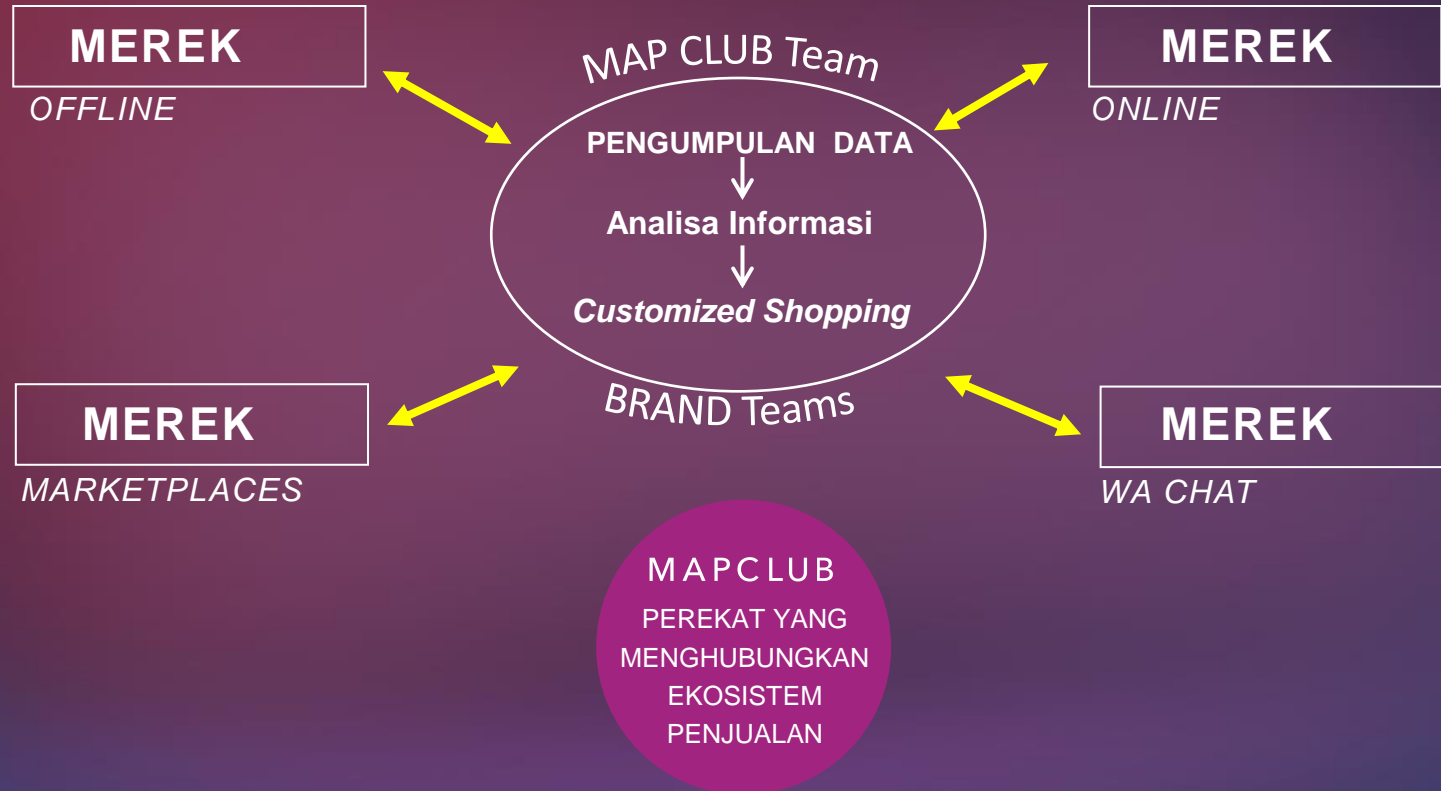 MEREK
OFFLINE
MAP CLUB Team
MEREK
ONLINE
PENGUMPULAN DATA
Analisa Informasi
Customized Shopping
BRAND Teams
MEREK
MARKETPLACES
MEREK
WA CHAT
MAPCLUB
PEREKAT YANG
MENGHUBUNGKAN
EKOSISTEM
PENJUALAN